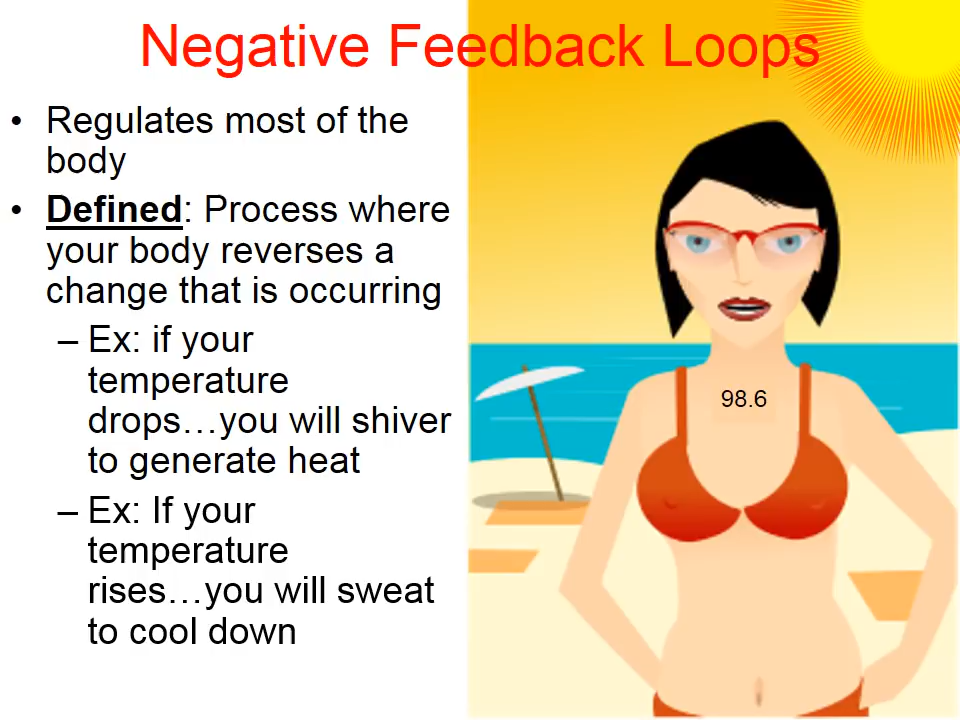 Negative Feedback Loops
• Regulates most of the
body
• Defined: Process where
your body reverses a
change that is occurring
– Ex: if your
temperature
drops…you will shiver
to generate heat
– Ex: If your
temperature
rises…you will sweat
to cool down
98.6